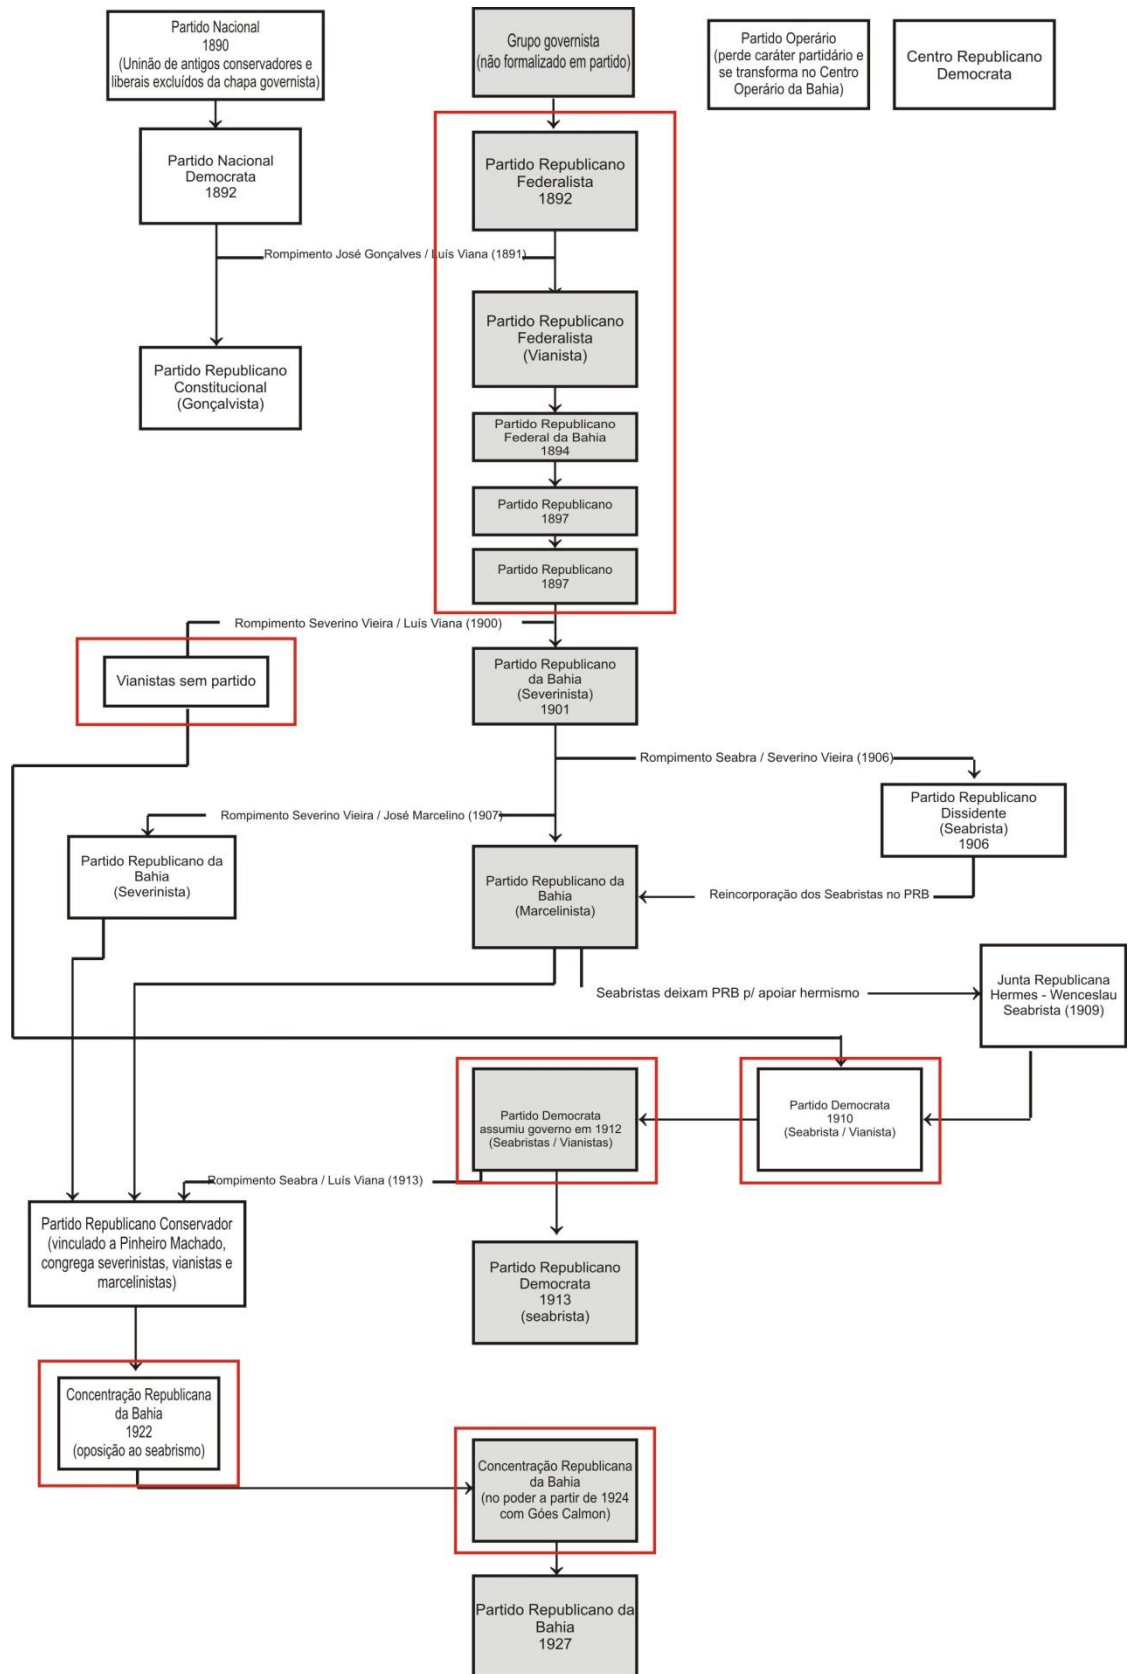 Partido Nacional
1890
(Uninão de antigos conservadores e
liberais excluídos da chapa governista)
Grupo governista
(não formalizado em partido)
Partido Operário
(perde caráter partidário e
se transforma no Centro
Operário da Bahia)
Centro Republicano
Democrata
Partido Nacional
Democrata
1892
Partido Republicano
Federalista
1892
Rompimento José Gonçalves / Luís Viana (1891)
Partido Republicano
Federalista
(Vianista)
Partido Republicano
Constitucional
(Gonçalvista)
Partido Republicano
Federal da Bahia
1894
Partido Republicano
1897
Partido Republicano
1897
Rompimento Severino Vieira / Luís Viana (1900)
Vianistas sem partido
Partido Republicano
da Bahia
(Severinista)
1901
Rompimento Seabra / Severino Vieira (1906)
Partido Republicano
Dissidente
(Seabrista)
1906
Rompimento Severino Vieira / José Marcelino (1907)
Partido Republicano da
Bahia
(Severinista)
Partido Republicano da
Bahia
(Marcelinista)
Reincorporação dos Seabristas no PRB
Seabristas deixam PRB p/ apoiar hermismo
Junta Republicana
Hermes - Wenceslau
Seabrista (1909)
Partido Democrata
assumiu governo em 1912
(Seabristas / Vianistas)
Partido Democrata
1910
(Seabrista / Vianista)
Rompimento Seabra / Luís Viana (1913)
Partido Republicano Conservador
(vinculado a Pinheiro Machado,
congrega severinistas, vianistas e
marcelinistas)
Partido Republicano
Democrata
1913
(seabrista)
Concentração Republicana
da Bahia
1922
(oposição ao seabrismo)
Concentração Republicana
da Bahia
(no poder a partir de 1924
com Góes Calmon)
Partido Republicano da
Bahia
1927